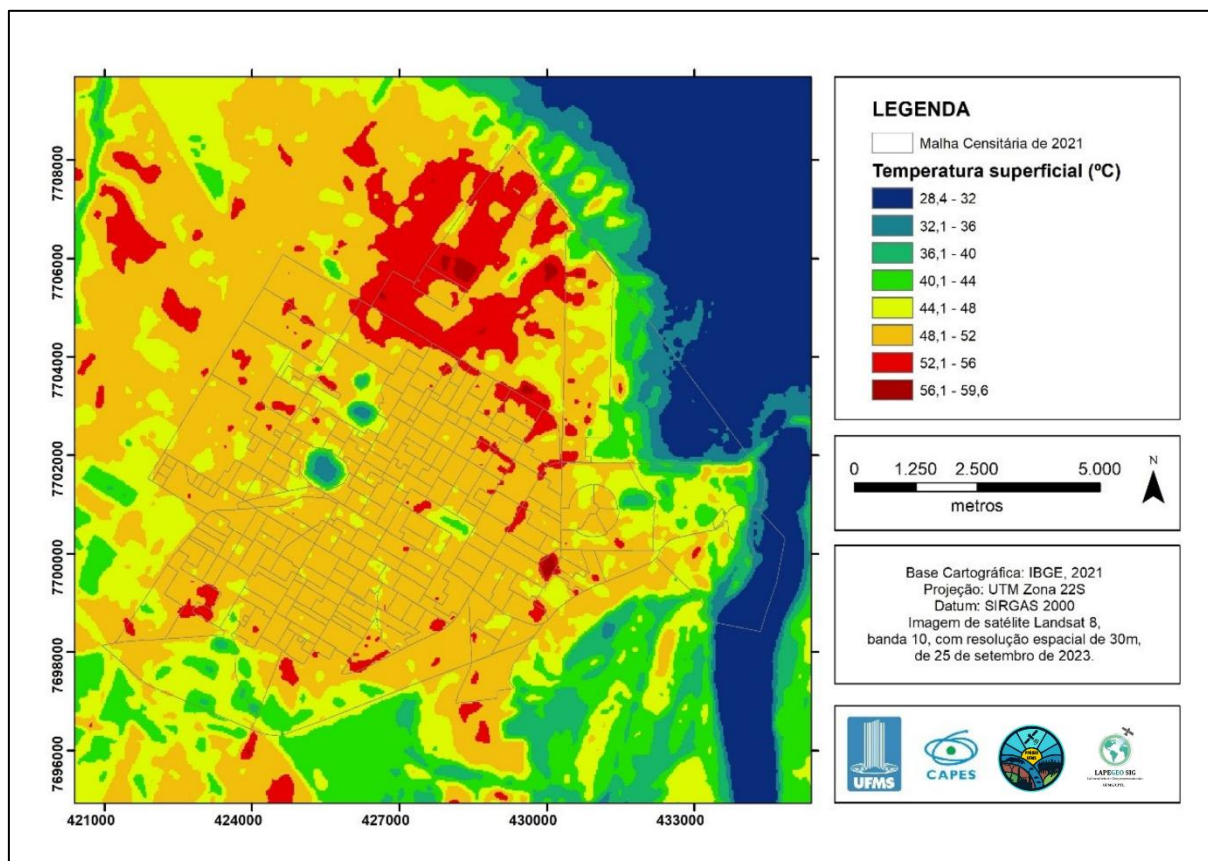 7708000
7706000
7704000
7702000
7700000
7698000
7696000
421000
424000
427000
430000
433000
LEGENDA
Malha Censitária de 2021
Temperatura superficial (ºC)
28,4 - 32
32,1 - 36
36,1 - 40
40,1 - 44
44,1 - 48
48,1 - 52
52,1 - 56
56,1 - 59,6
0 1.250 2.500 5.000
metros
N
Base Cartográfica: IBGE, 2021
Projeção: UTM Zona 22S
Datum: SIRGAS 2000
Imagem de satélite Landsat 8,
banda 10, com resolução espacial de 30m,
de 25 de setembro de 2023.
UFMS
CAPES
LAPEGEO SIG